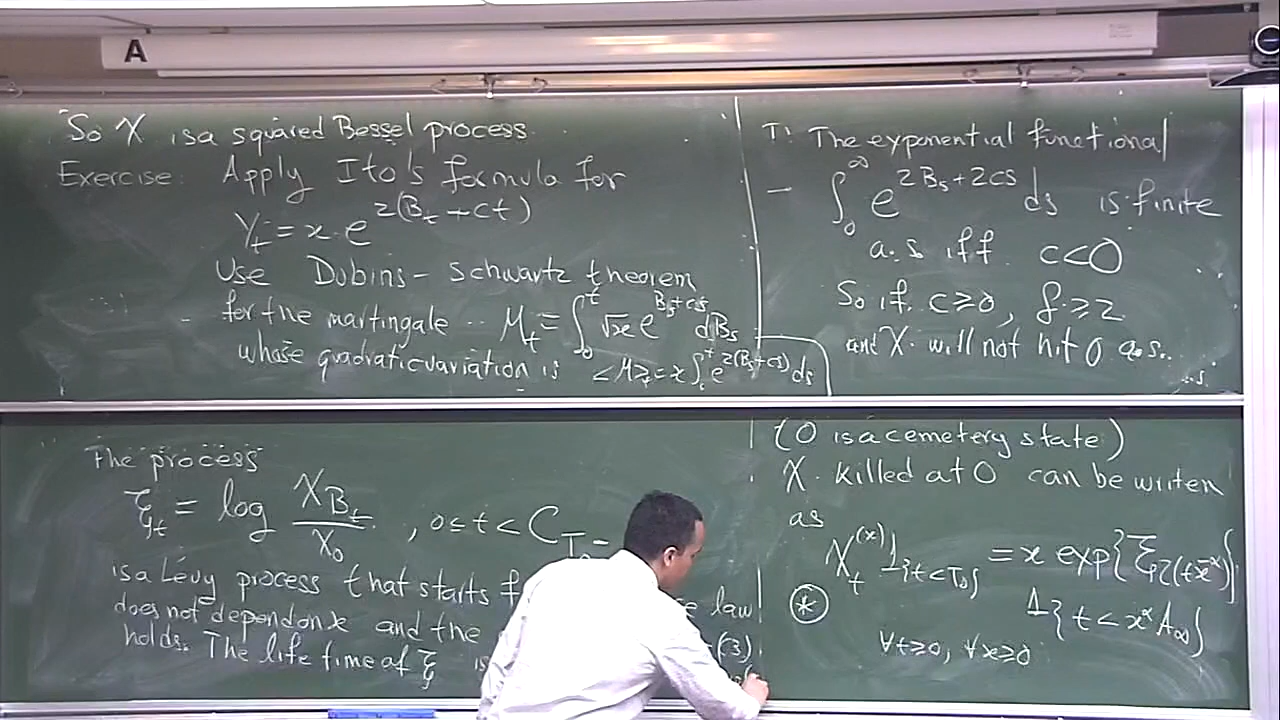 A
So X is a squared Bessel process.
Exercise: Apply Ito's formula for
Y_t = x e^{2(B_t + ct)}
Use Dubins - Schwartz theorem
for the martingale .. M_t = ∫_0^t √x e^{B_s+cs} dB_s
whose quadratic variation is <M>_t = x ∫_0^t e^{2(B_s+cs)} ds
The exponential functional
∫_0^∞ e^{2B_s+2cs} ds is finite
a.s iff c<0
So if c≥0, δ≥2
and X will not hit 0 a.s.
The process
ξ_t = log X_{B_t} / X_0 , 0≤t<C_{T_0-}
is a Lévy process that starts f
does not depend on x and the
law
holds. The life time of ξ is
(3)
(0 is a cemetery state)
X killed at 0 can be writen
as
X_t^{(x)} 1_{t<T_0} = x exp{ξ_{τ(tx^{-α})}}
* 1{t < x^α A_∞}
∀t≥0, ∀x≥0